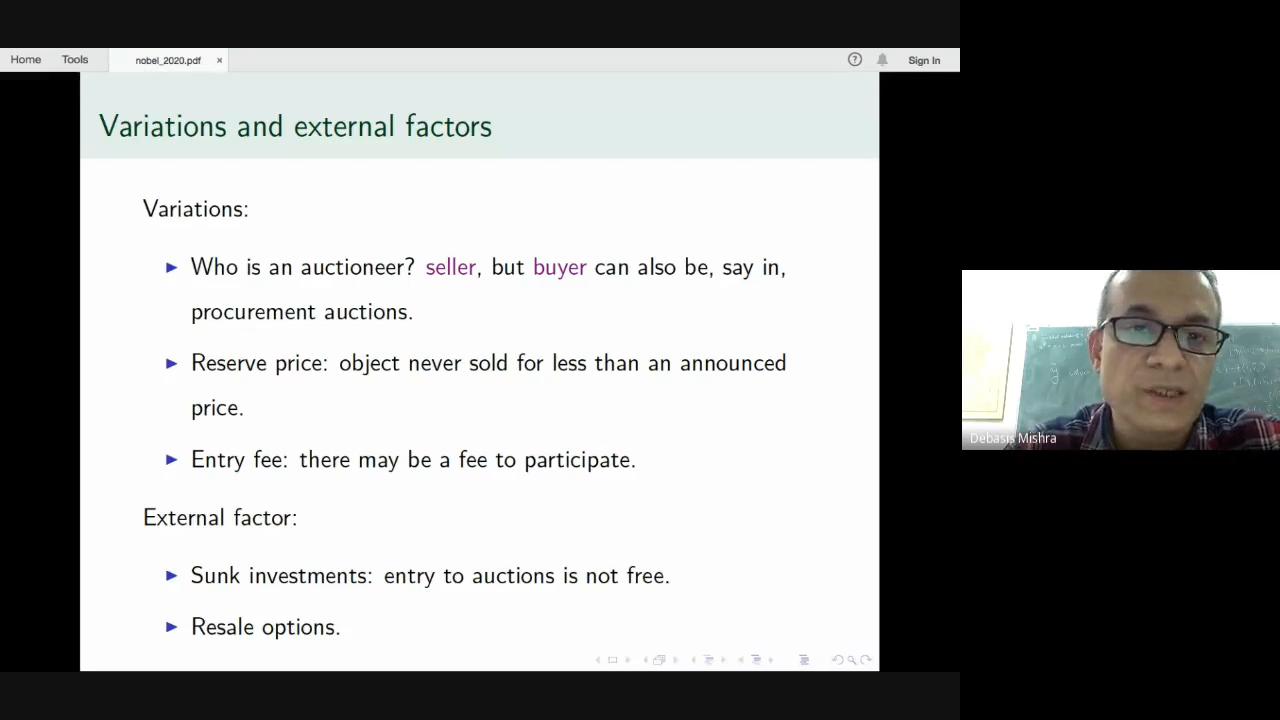 Home Tools nobel_2020.pdf × ? Sign In
Variations and external factors
Variations:
Who is an auctioneer? seller, but buyer can also be, say in,
procurement auctions.
Reserve price: object never sold for less than an announced
price.
Entry fee: there may be a fee to participate.
External factor:
Sunk investments: entry to auctions is not free.
Resale options.
Debasis Mishra